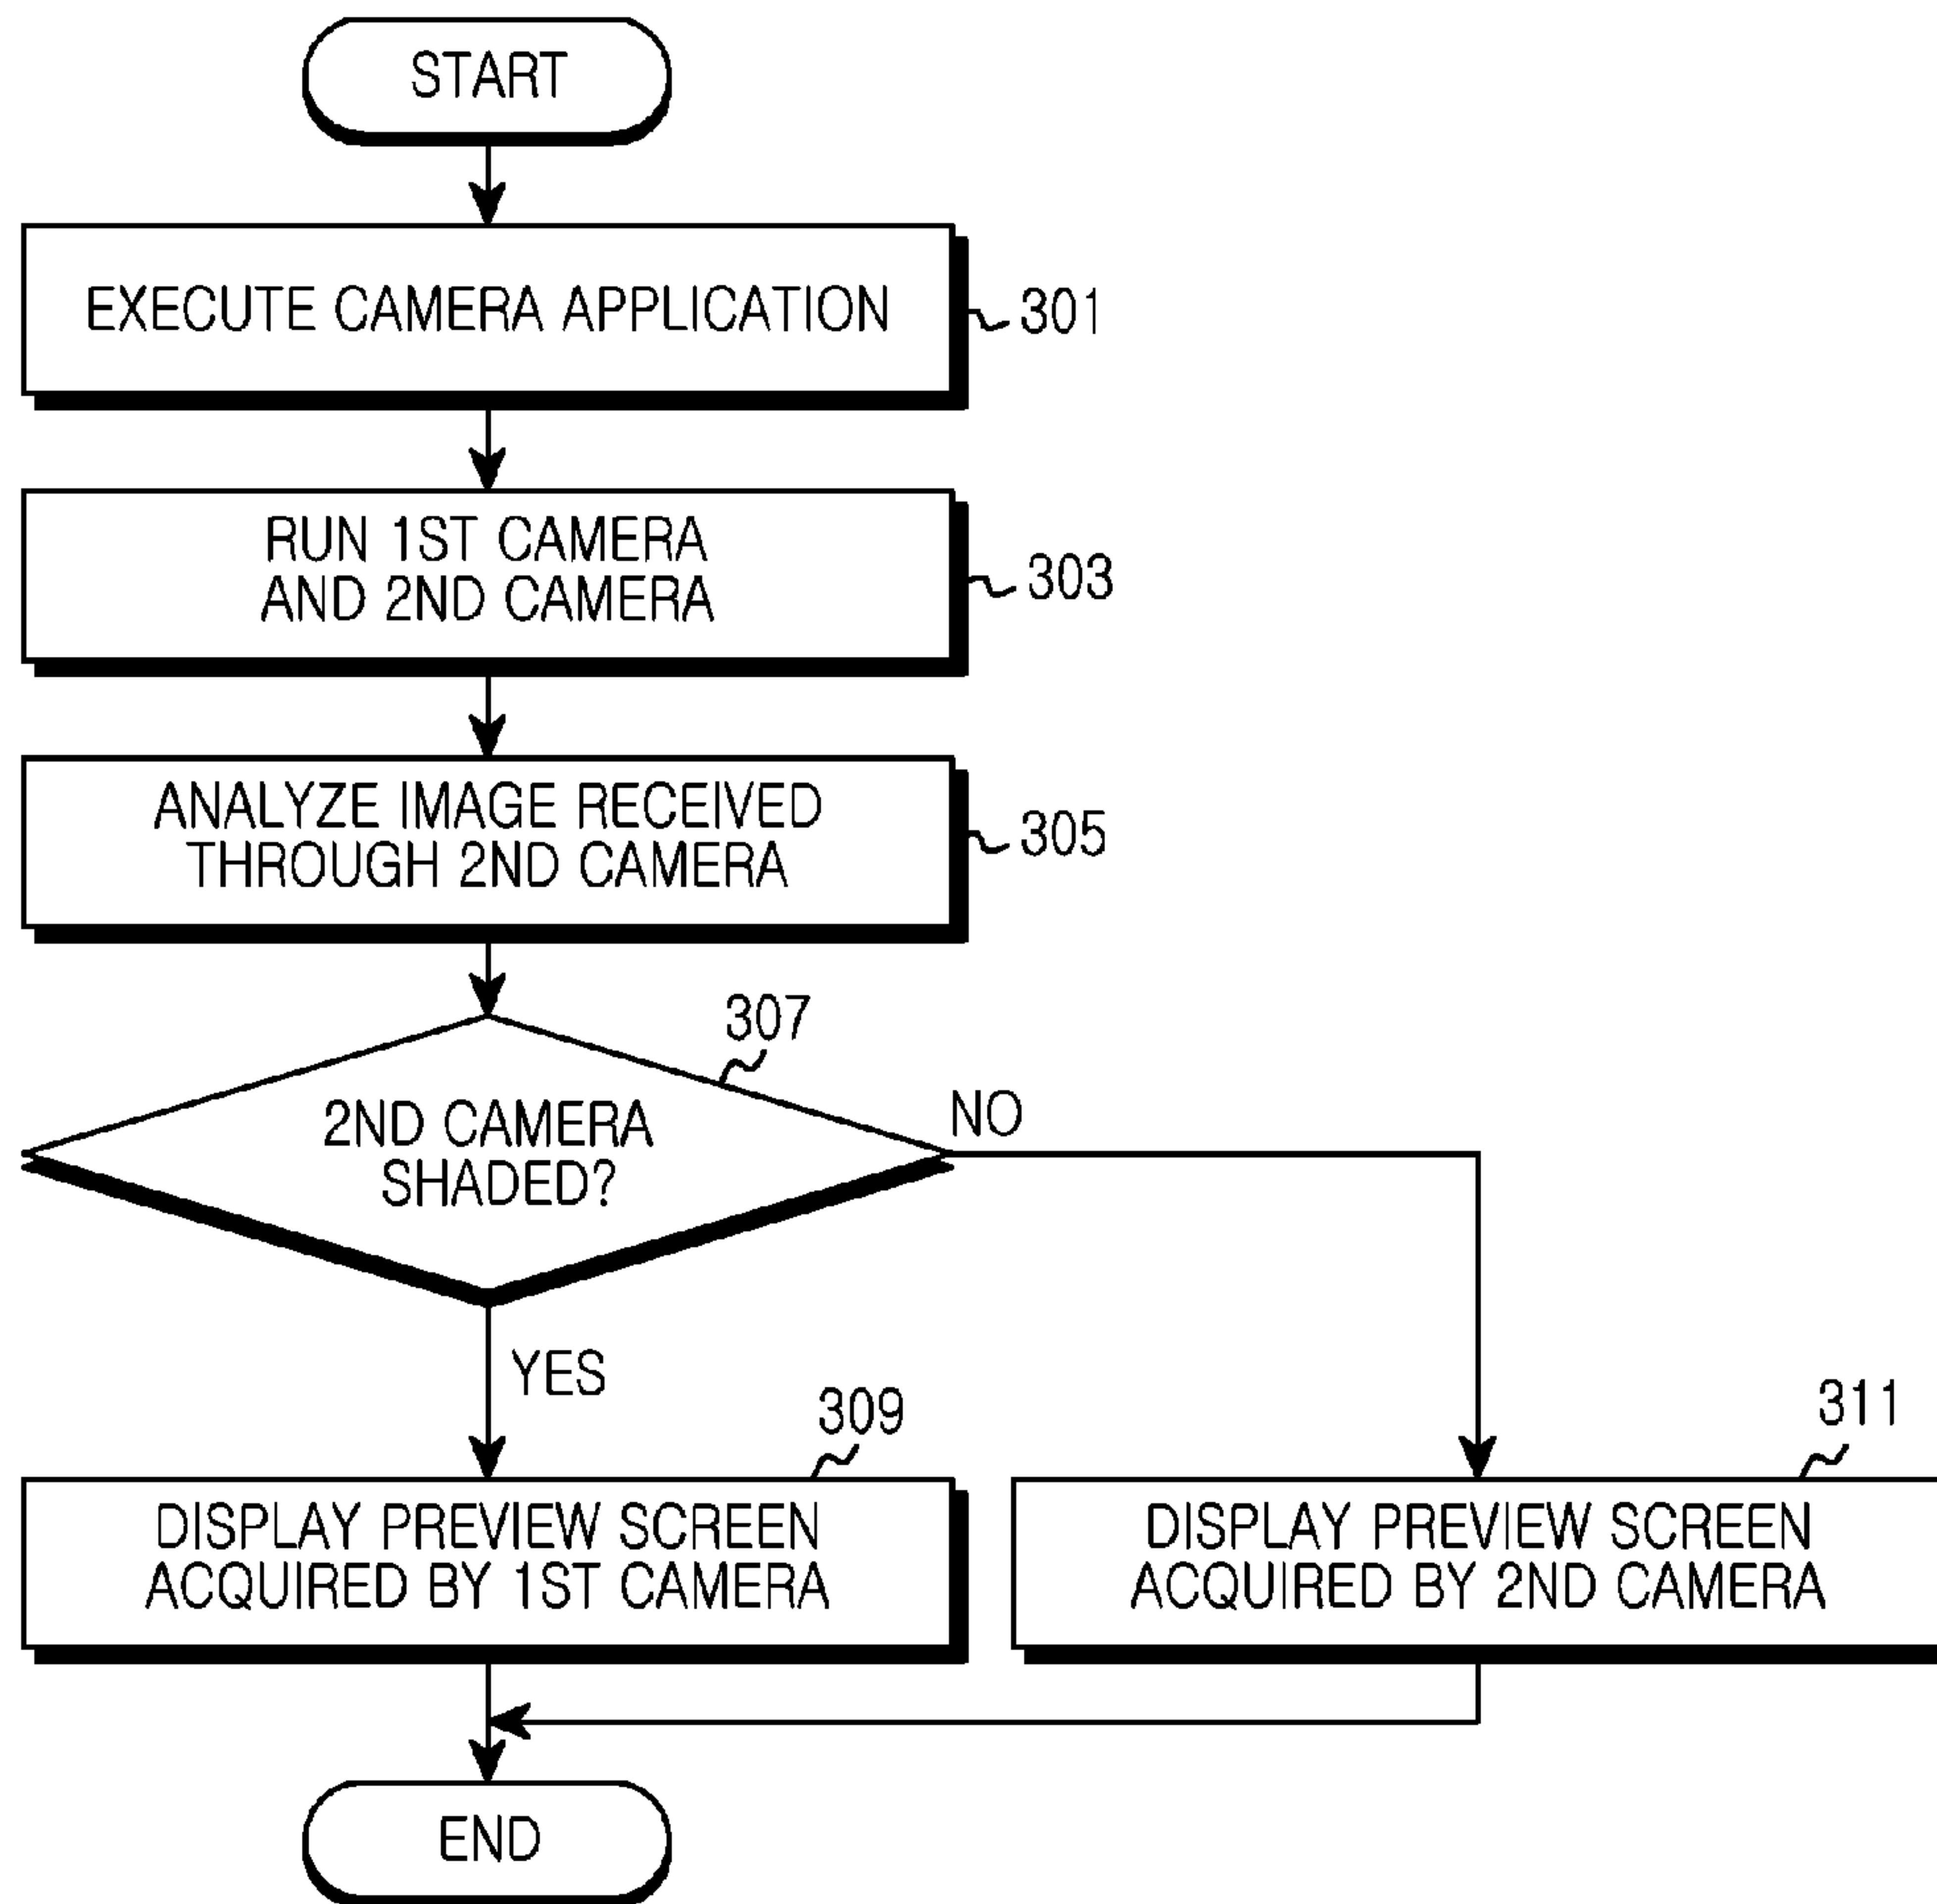 START
EXECUTE CAMERA APPLICATION
301
RUN 1ST CAMERA
AND 2ND CAMERA
303
ANALYZE IMAGE RECEIVED
THROUGH 2ND CAMERA
305
307
2ND CAMERA
SHADED?
NO
YES
309
DISPLAY PREVIEW SCREEN
ACQUIRED BY 1ST CAMERA
311
DISPLAY PREVIEW SCREEN
ACQUIRED BY 2ND CAMERA
END